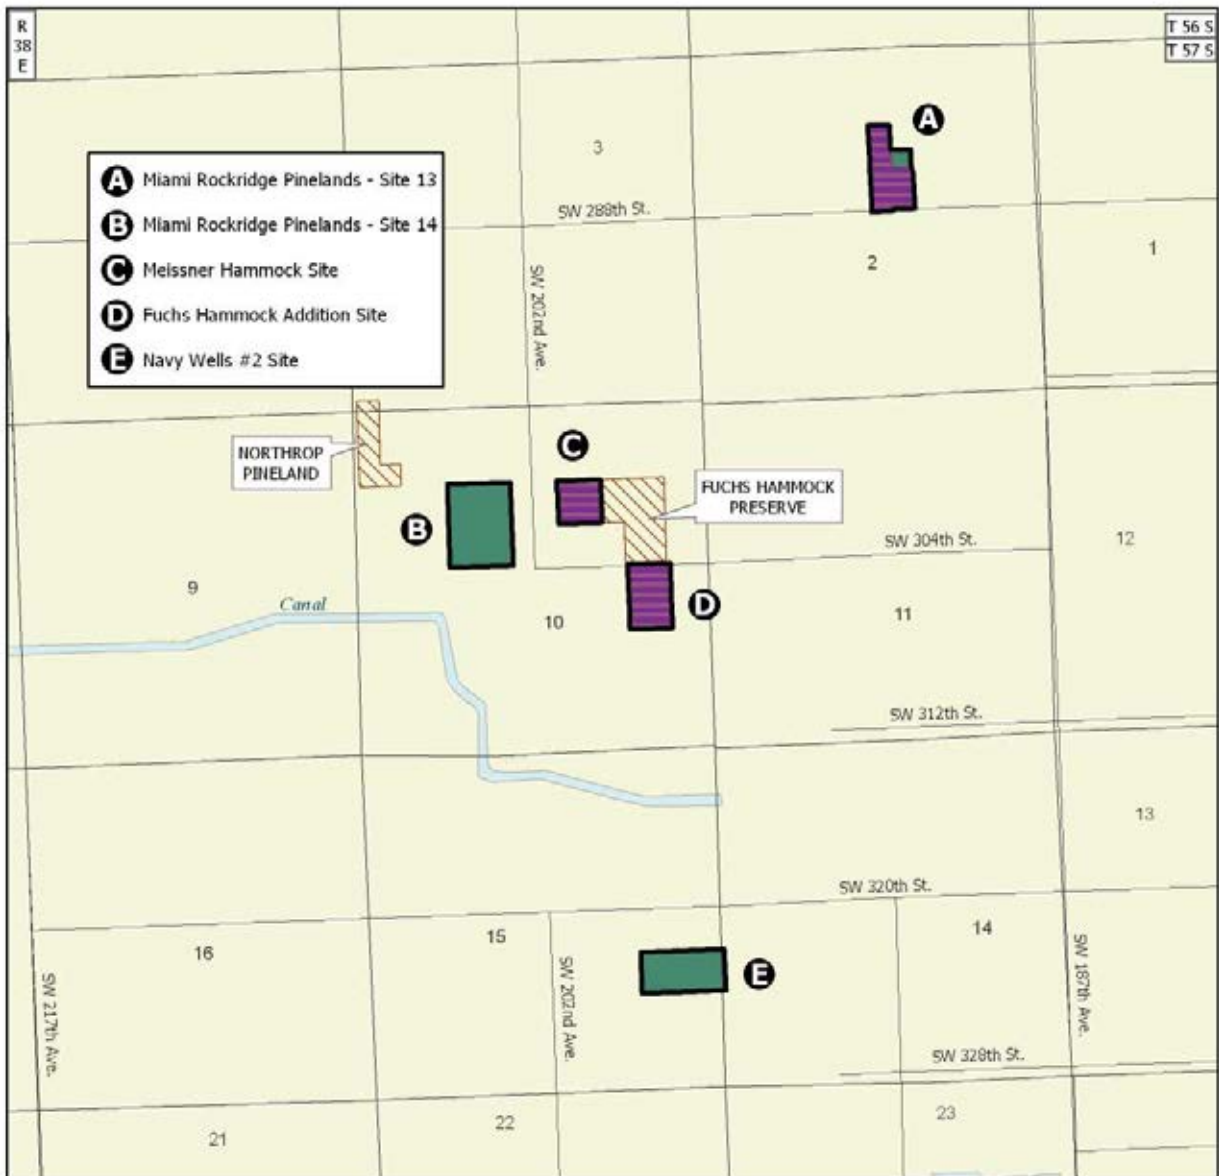 R
38
E
T 56 S
T 57 S
A
3
A Miami Rockridge Pinelands - Site 13
B Miami Rockridge Pinelands - Site 14
C Meissner Hammock Site
D Fuchs Hammock Addition Site
E Navy Wells #2 Site
SW 288th St.
2
1
SW 202nd Ave.
C
NORTHROP
PINELAND
FUCHS HAMMOCK
PRESERVE
B
SW 304th St.
12
9
Canal
10
D
11
SW 312th St.
13
SW 320th St.
16
15
14
SW 217th Ave.
SW 202nd Ave.
E
SW 187th Ave.
SW 328th St.
21
22
23